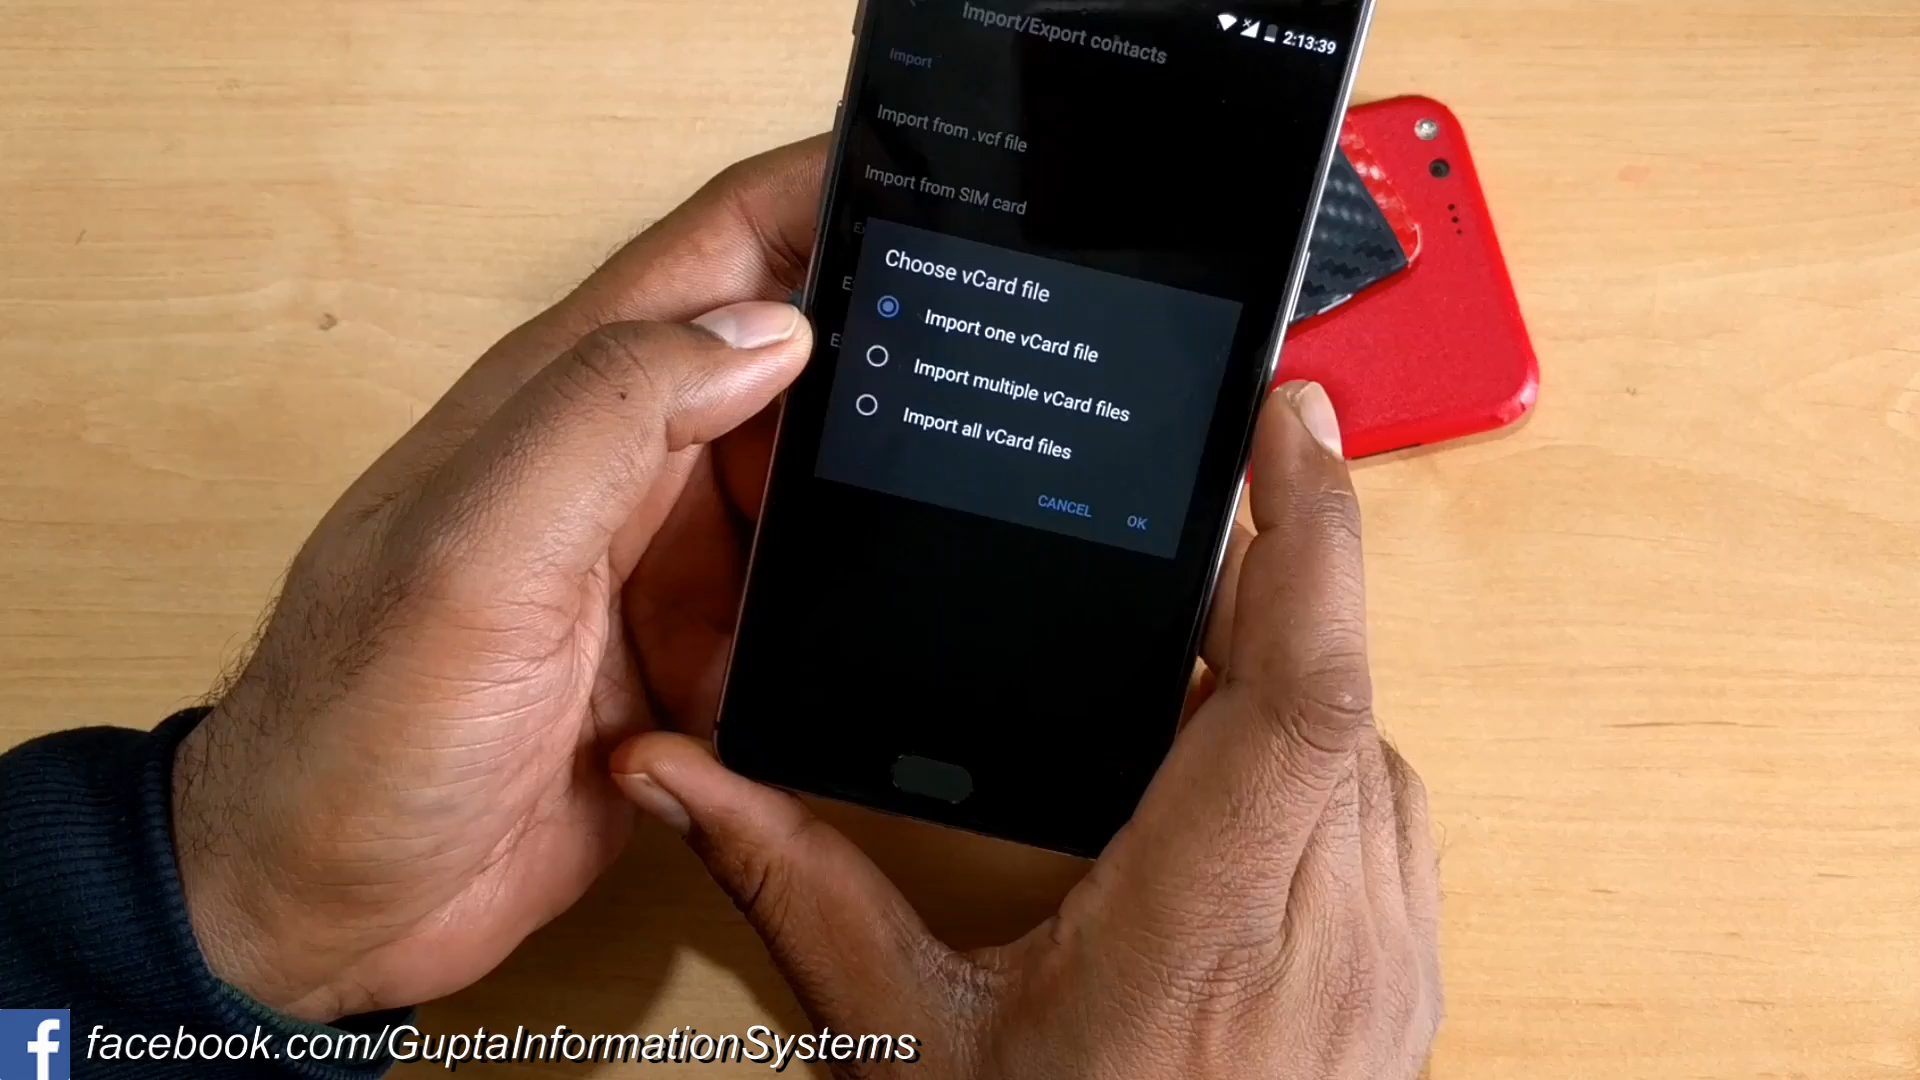 Import/Export contacts
2:13:39
Import
Import from .vcf file
Import from SIM card
Choose vCard file
Import one vCard file
Import multiple vCard files
Import all vCard files
CANCEL
OK
facebook.com/GuptaInformationSystems